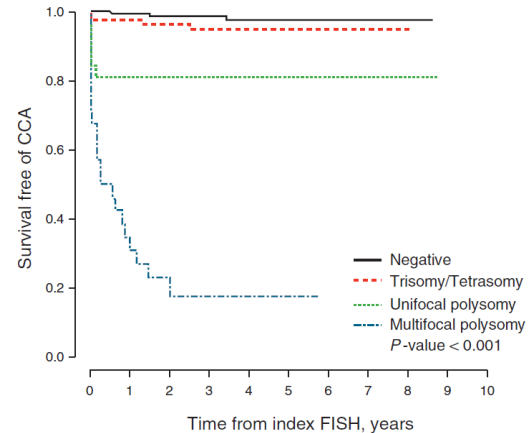 Survival free of CCA
1.0
0.8
0.6
0.4
0.2
0.0
Negative
Trisomy/Tetrasomy
Unifocal polysomy
Multifocal polysomy
P-value < 0.001
0 1 2 3 4 5 6 7 8 9 10
Time from index FISH, years